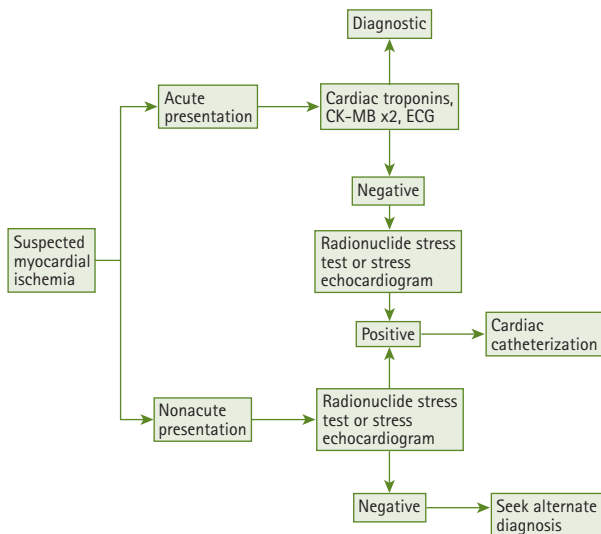 Diagnostic
Acute
presentation
Cardiac troponins,
CK-MB x2, ECG
Negative
Suspected
myocardial
ischemia
Radionuclide stress
test or stress
echocardiogram
Positive
Cardiac
catheterization
Nonacute
presentation
Radionuclide stress
test or stress
echocardiogram
Negative
Seek alternate
diagnosis